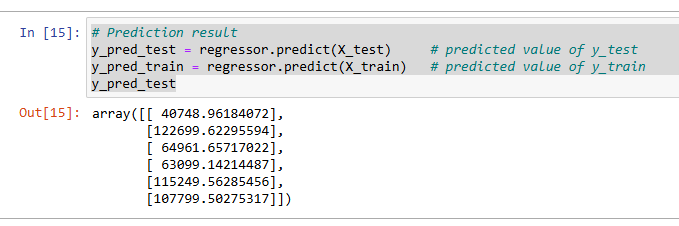 In [15]: # Prediction result
y_pred_test = regressor.predict(X_test)     # predicted value of y_test
y_pred_train = regressor.predict(X_train)   # predicted value of y_train
y_pred_test
Out[15]: array([[ 40748.96184072],
[122699.62295594],
[ 64961.65717022],
[ 63099.14214487],
[115249.56285456],
[107799.50275317]])